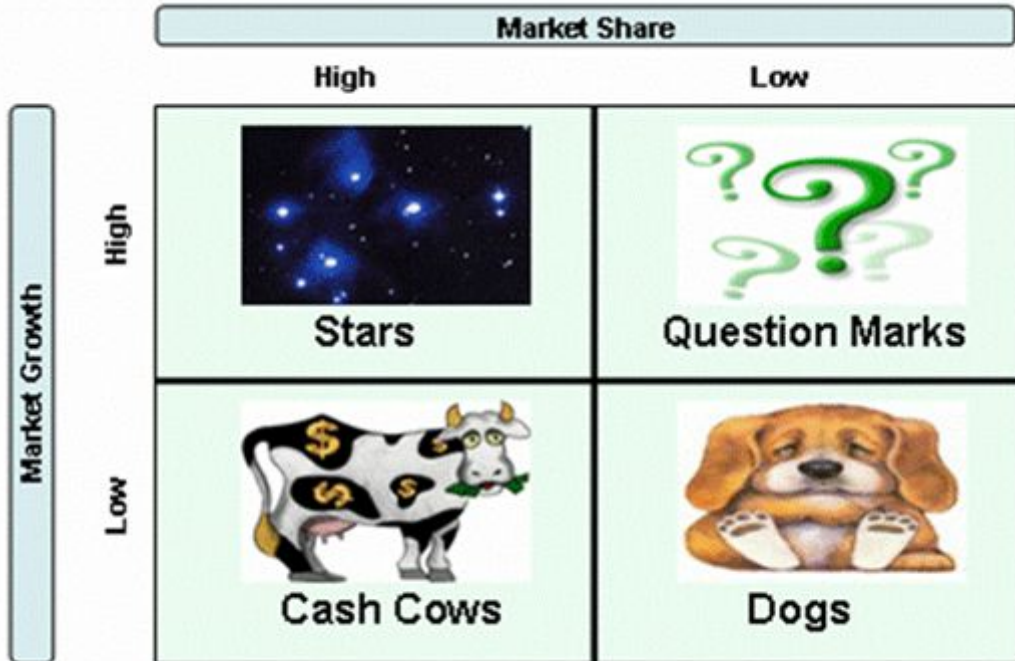 Market Share
High
Low
Market Growth
High
Stars
Question Marks
Low
Cash Cows
Dogs